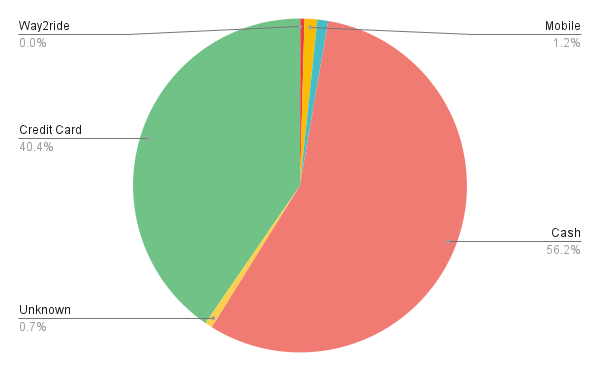 Way2ride
0.0%
Mobile
1.2%
Credit Card
40.4%
Cash
56.2%
Unknown
0.7%